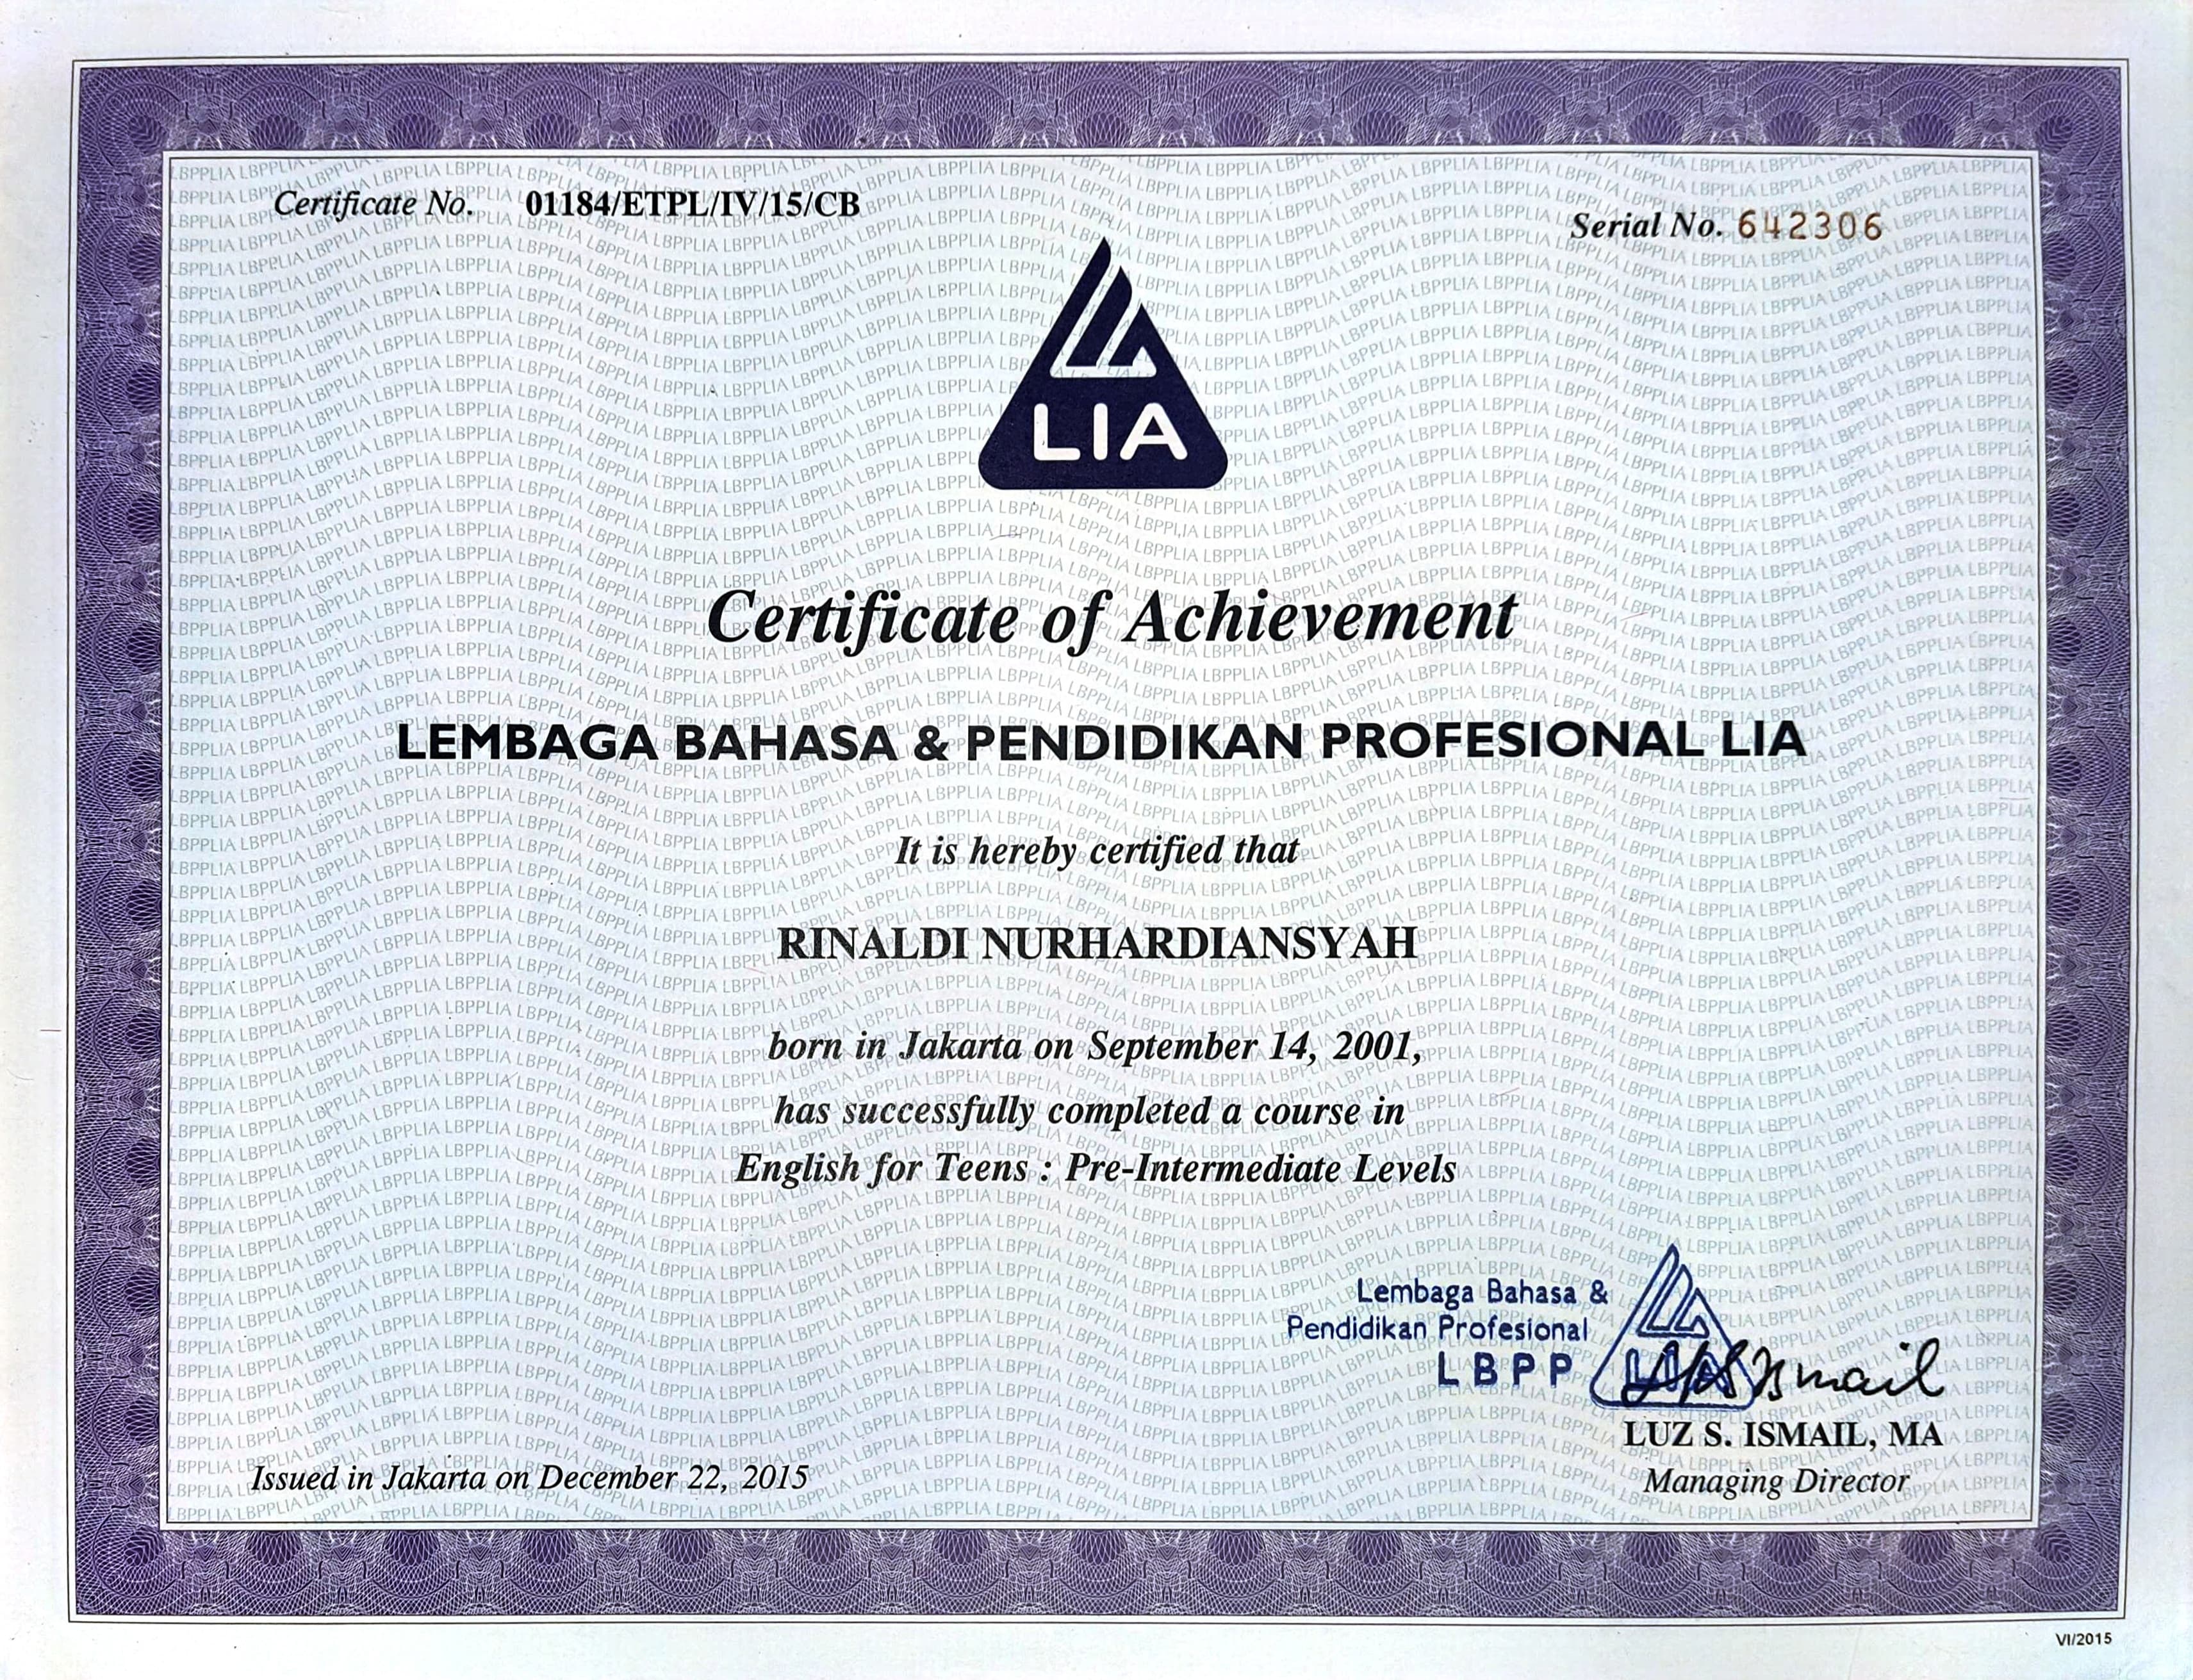 Certificate No. 01184/ETPL/IV/15/CB
Serial No. 642306
LIA
Certificate of Achievement
LEMBAGA BAHASA & PENDIDIKAN PROFESIONAL LIA
It is hereby certified that
RINALDI NURHARDIANSYAH
born in Jakarta on September 14, 2001,
has successfully completed a course in
English for Teens : Pre-Intermediate Levels
Lembaga Bahasa &
Pendidikan Profesional
LBPP LIA
LUZ S. ISMAIL, MA
Managing Director
Issued in Jakarta on December 22, 2015
VI/2015